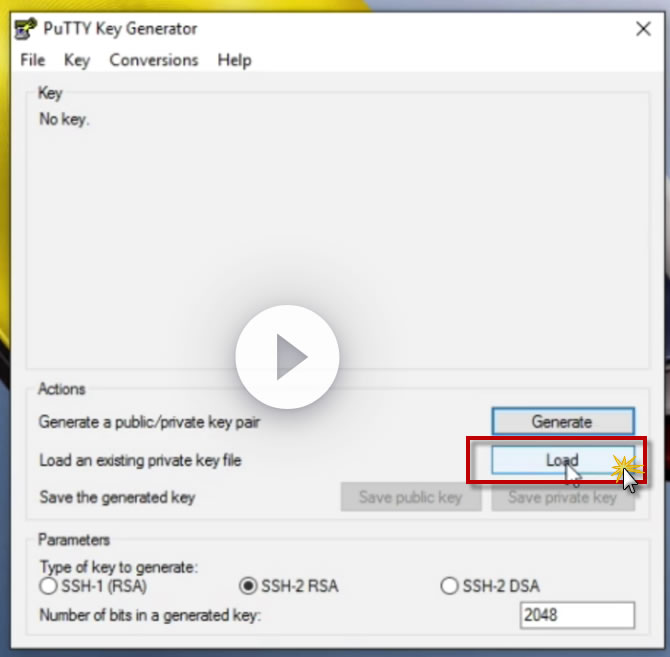 PuTTY Key Generator
File Key Conversions Help
Key
No key.
Actions
Generate a public/private key pair
Generate
Load an existing private key file
Load
Save the generated key
Save public key
Save private key
Parameters
Type of key to generate:
SSH-1 (RSA) SSH-2 RSA SSH-2 DSA
Number of bits in a generated key:
2048